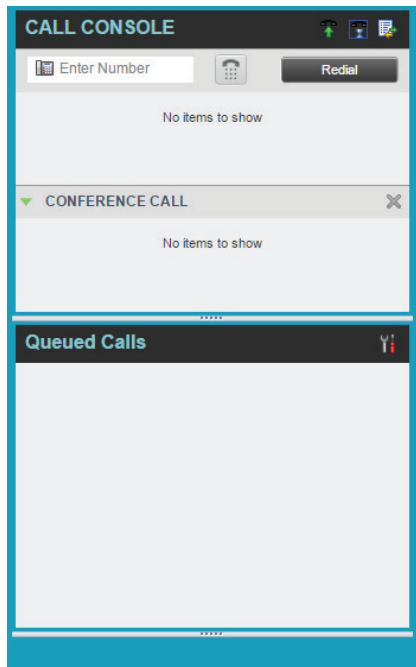 CALL CONSOLE
Enter Number
Redial
No items to show
CONFERENCE CALL
No items to show
Queued Calls